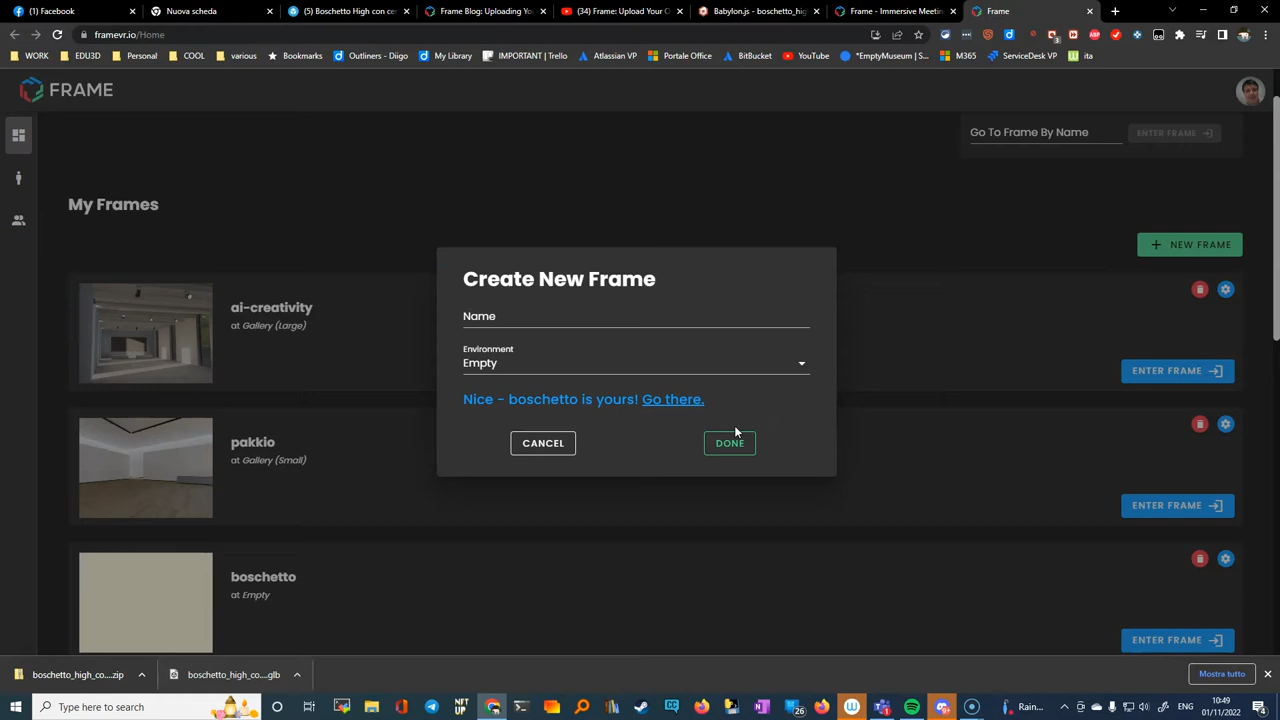 (1) Facebook
Nuova scheda
(5) Boschetto High con cer
Frame Blog: Uploading Yo
(34) Frame: Upload Your O
Babylon.js - boschetto_hig
Frame - Immersive Meetin
Frame
framevr.io/Home
WORK
EDU3D
Personal
COOL
various
Bookmarks
Outliners - Diigo
My Library
IMPORTANT | Trello
Atlassian VP
Portale Office
BitBucket
YouTube
*EmptyMuseum | S...
M365
ServiceDesk VP
ita
FRAME
Go To Frame By Name
ENTER FRAME
My Frames
+ NEW FRAME
Create New Frame
Name
Environment
Empty
Nice - boschetto is yours! Go there.
CANCEL
DONE
ai-creativity
at Gallery (Large)
ENTER FRAME
pakkio
at Gallery (Small)
ENTER FRAME
boschetto
at Empty
ENTER FRAME
boschetto_high_co....zip
boschetto_high_c....glb
Mostra tutto
Type here to search
Rain...
10:49
01/11/2022